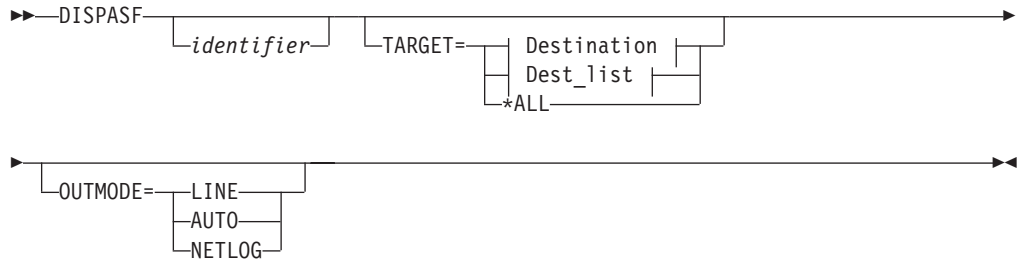 DISPASF
identifier
TARGET=
Destination
Dest_list
*ALL
OUTMODE=
LINE
AUTO
NETLOG